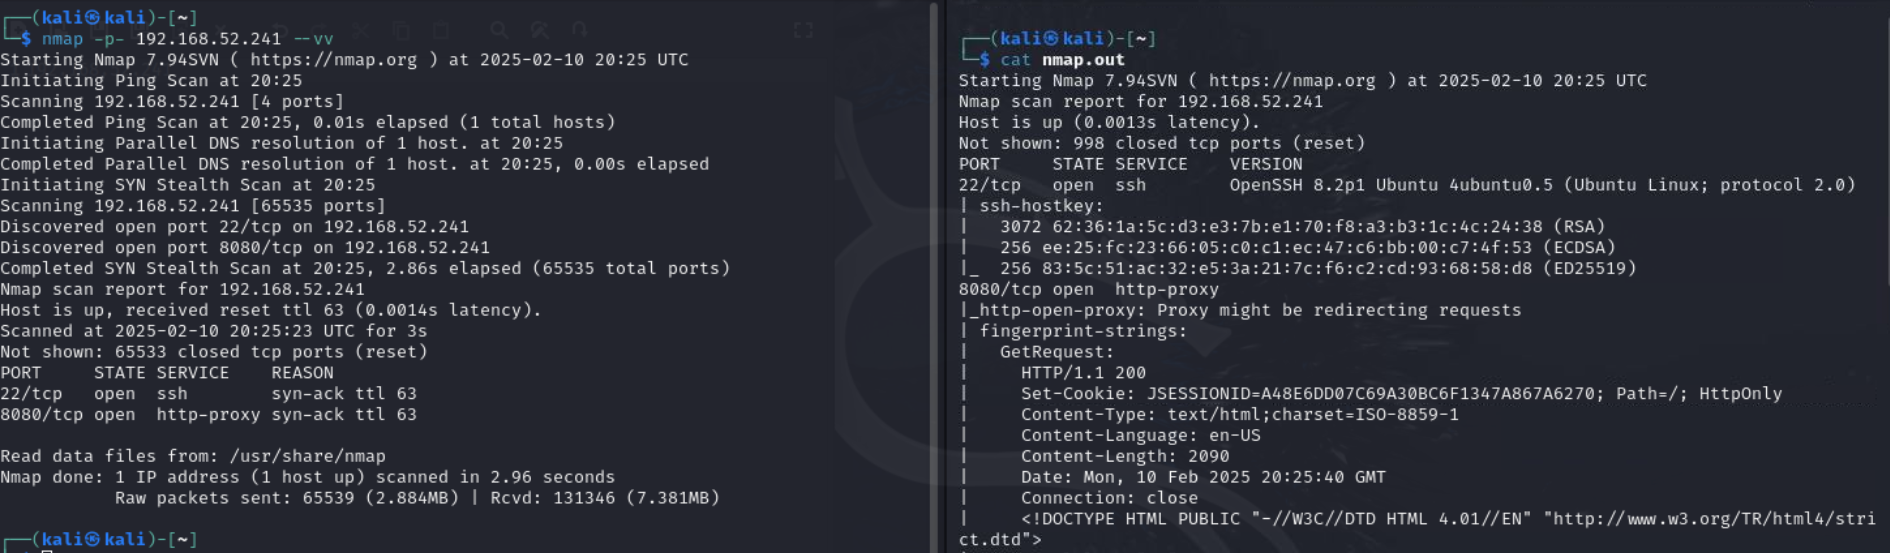 ┌──(kali㉿kali)-[~]
└─$ nmap -p- 192.168.52.241 --vv
Starting Nmap 7.94SVN ( https://nmap.org ) at 2025-02-10 20:25 UTC
Initiating Ping Scan at 20:25
Scanning 192.168.52.241 [4 ports]
Completed Ping Scan at 20:25, 0.01s elapsed (1 total hosts)
Initiating Parallel DNS resolution of 1 host. at 20:25
Completed Parallel DNS resolution of 1 host. at 20:25, 0.00s elapsed
Initiating SYN Stealth Scan at 20:25
Scanning 192.168.52.241 [65535 ports]
Discovered open port 22/tcp on 192.168.52.241
Discovered open port 8080/tcp on 192.168.52.241
Completed SYN Stealth Scan at 20:25, 2.86s elapsed (65535 total ports)
Nmap scan report for 192.168.52.241
Host is up, received reset ttl 63 (0.0014s latency).
Scanned at 2025-02-10 20:25:23 UTC for 3s
Not shown: 65533 closed tcp ports (reset)
PORT     STATE SERVICE    REASON
22/tcp   open  ssh        syn-ack ttl 63
8080/tcp open  http-proxy syn-ack ttl 63
Read data files from: /usr/share/nmap
Nmap done: 1 IP address (1 host up) scanned in 2.96 seconds
           Raw packets sent: 65539 (2.884MB) | Rcvd: 131346 (7.381MB)
┌──(kali㉿kali)-[~]
┌──(kali㉿kali)-[~]
└─$ cat nmap.out
Starting Nmap 7.94SVN ( https://nmap.org ) at 2025-02-10 20:25 UTC
Nmap scan report for 192.168.52.241
Host is up (0.0013s latency).
Not shown: 998 closed tcp ports (reset)
PORT     STATE SERVICE    VERSION
22/tcp   open  ssh        OpenSSH 8.2p1 Ubuntu 4ubuntu0.5 (Ubuntu Linux; protocol 2.0)
| ssh-hostkey:
|   3072 62:36:1a:5c:d3:e3:7b:e1:70:f8:a3:b3:1c:4c:24:38 (RSA)
|   256 ee:25:fc:23:66:05:c0:c1:ec:47:c6:bb:00:c7:4f:53 (ECDSA)
|_  256 83:5c:51:ac:32:e5:3a:21:7c:f6:c2:cd:93:68:58:d8 (ED25519)
8080/tcp open  http-proxy
|_http-open-proxy: Proxy might be redirecting requests
| fingerprint-strings:
|   GetRequest:
|     HTTP/1.1 200
|     Set-Cookie: JSESSIONID=A48E6DD07C69A30BC6F1347A867A6270; Path=/; HttpOnly
|     Content-Type: text/html;charset=ISO-8859-1
|     Content-Language: en-US
|     Content-Length: 2090
|     Date: Mon, 10 Feb 2025 20:25:40 GMT
|     Connection: close
|     <!DOCTYPE HTML PUBLIC "-//W3C//DTD HTML 4.01//EN" "http://www.w3.org/TR/html4/stri
ct.dtd">